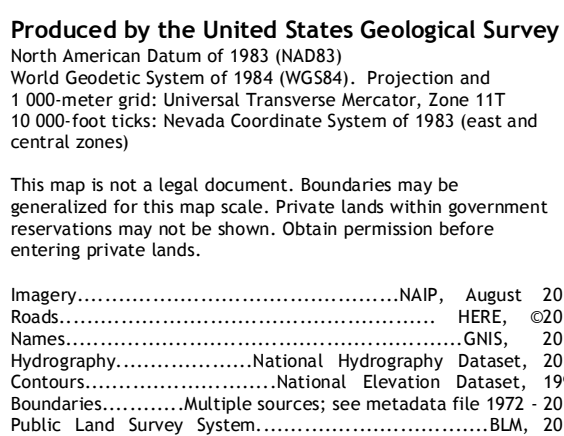 Produced by the United States Geological Survey
North American Datum of 1983 (NAD83)
World Geodetic System of 1984 (WGS84). Projection and
1 000-meter grid: Universal Transverse Mercator, Zone 11T
10 000-foot ticks: Nevada Coordinate System of 1983 (east and
central zones)
This map is not a legal document. Boundaries may be
generalized for this map scale. Private lands within government
reservations may not be shown. Obtain permission before
entering private lands.
Imagery...............................................NAIP, August 20
Roads....................................................... HERE, ©20
Names..........................................................GNIS, 20
Hydrography....................National Hydrography Dataset, 20
Contours............................National Elevation Dataset, 19
Boundaries............Multiple sources; see metadata file 1972 - 20
Public Land Survey System..................................BLM, 20